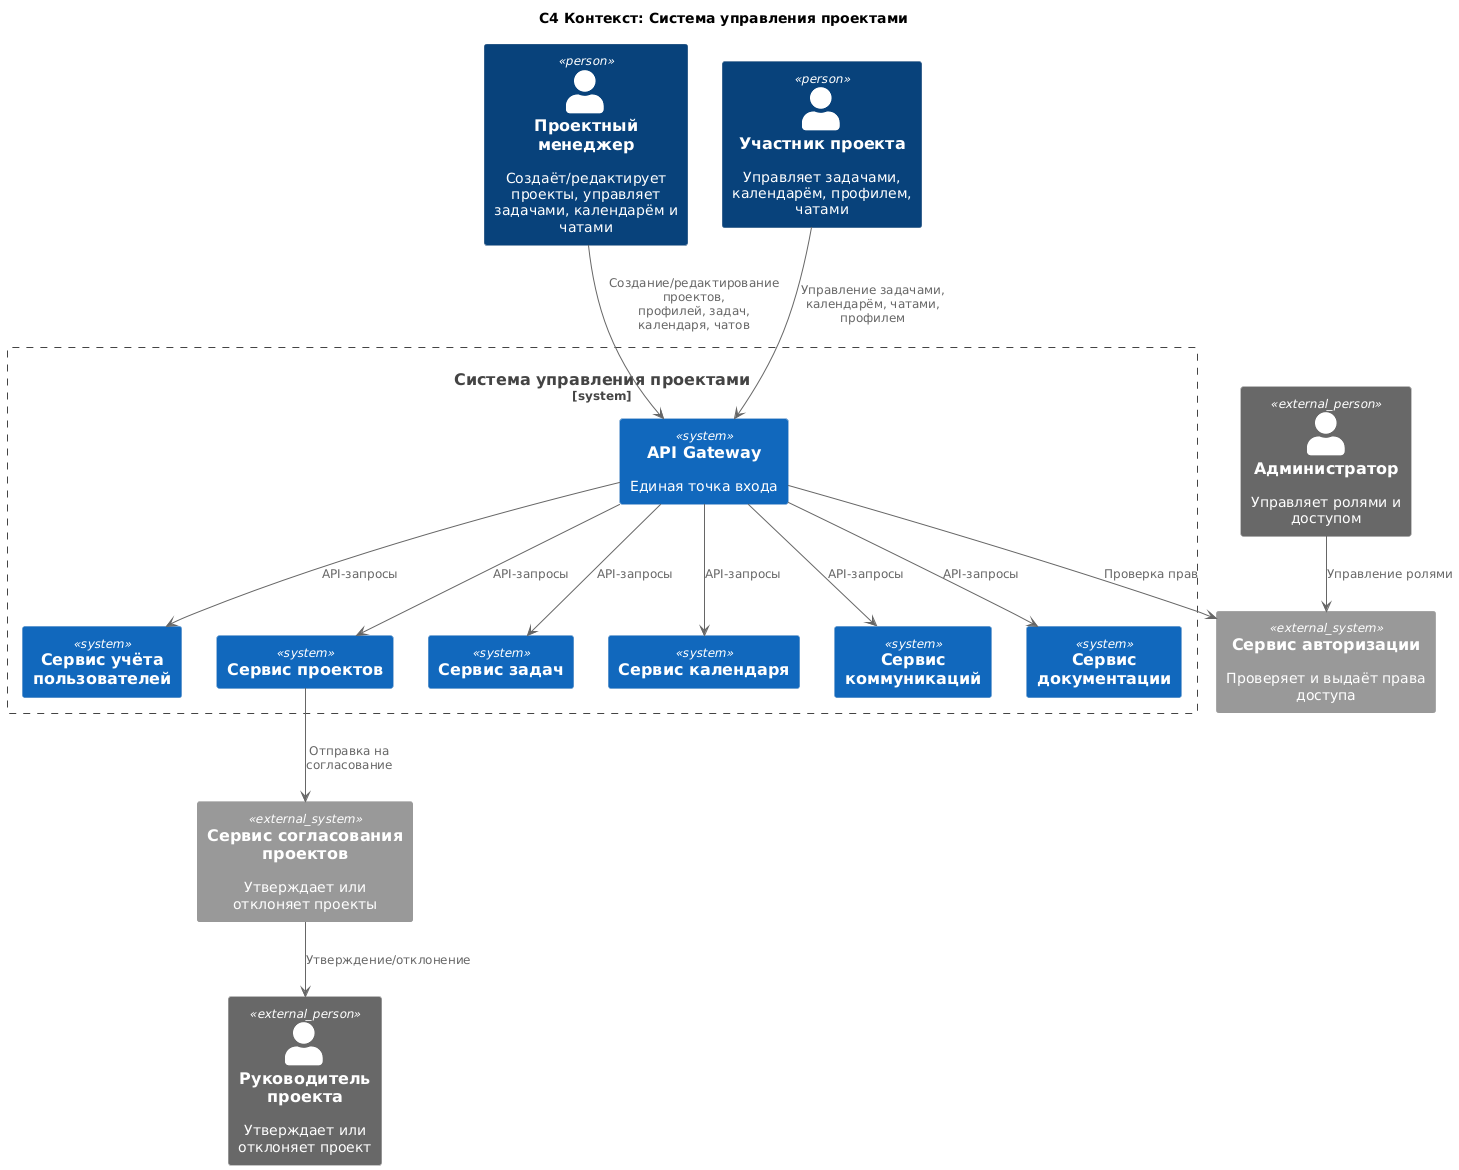 C4 Контекст: Система управления проектами
«person»
Проектный
менеджер
Создаёт/редактирует
проекты, управляет
задачами, календарём и
чатами
«person»
Участник проекта
Управляет задачами,
календарём, профилем,
чатами
Создание/редактирование
проектов,
профилей, задач,
календаря, чатов
Управление задачами,
календарём, чатами,
профилем
Система управления проектами
[system]
«system»
API Gateway
Единая точка входа
«external_person»
Администратор
Управляет ролями и
доступом
API-запросы
API-запросы
API-запросы
API-запросы
API-запросы
API-запросы
Проверка прав
Управление ролями
«system»
Сервис учёта
пользователей
«system»
Сервис проектов
«system»
Сервис задач
«system»
Сервис календаря
«system»
Сервис
коммуникаций
«system»
Сервис
документации
«external_system»
Сервис авторизации
Проверяет и выдаёт права
доступа
Отправка на
согласование
«external_system»
Сервис согласования
проектов
Утверждает или
отклоняет проекты
Утверждение/отклонение
«external_person»
Руководитель
проекта
Утверждает или
отклоняет проект